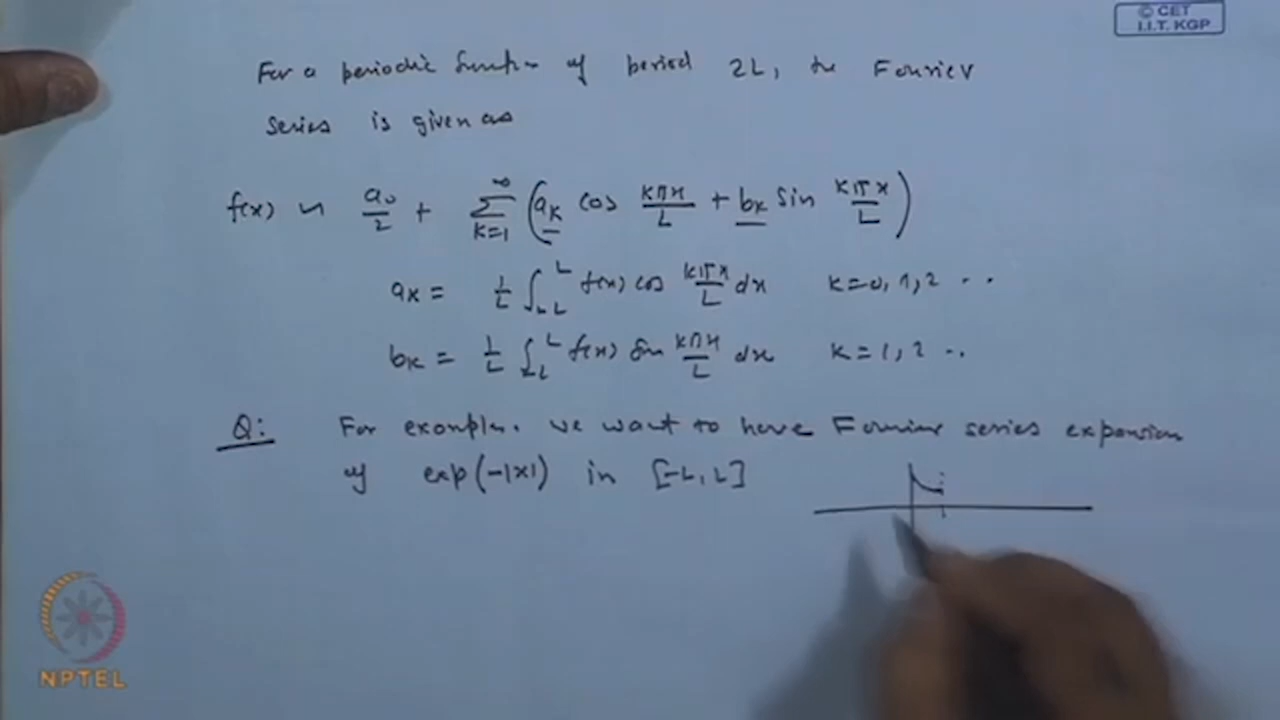 © CET
I.I.T. KGP
For a periodic function of period 2L, the Fourier
series is given as
f(x) ~ a₀/2 + ∑_{k=1}^{∞} (a_k cos kπx/L + b_k sin kπx/L)
a_k = 1/L ∫_{-L}^{L} f(x) cos kπx/L dx k=0, 1, 2 ..
b_k = 1/L ∫_{-L}^{L} f(x) sin kπx/L dx k=1, 2 ..
Q: For example. we want to have Fourier series expansion
of exp(-|x|) in [-L, L]
NPTEL